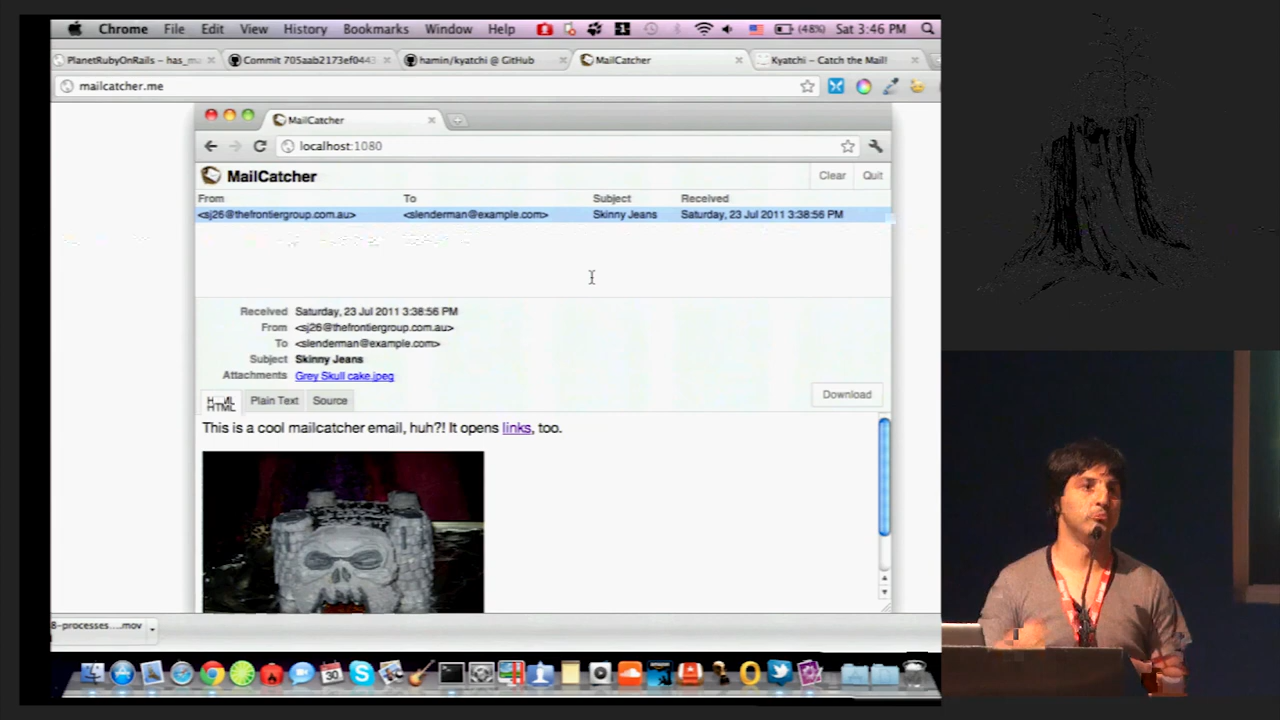 Chrome File Edit View History Bookmarks Window Help (48%) Sat 3:46 PM
PlanetRubyOnRails – has_m Commit 705aab2173ef0443 hamin/kyatchi @ GitHub MailCatcher Kyatchi – Catch the Mail!
mailcatcher.me
MailCatcher
localhost:1080
MailCatcher Clear Quit
From To Subject Received
<sj26@thefrontiergroup.com.au> <slenderman@example.com> Skinny Jeans Saturday, 23 Jul 2011 3:38:56 PM
Received Saturday, 23 Jul 2011 3:38:56 PM
From <sj26@thefrontiergroup.com.au>
To <slenderman@example.com>
Subject Skinny Jeans
Attachments Grey Skull cake.jpeg
HTML Plain Text Source Download
This is a cool mailcatcher email, huh?! It opens links, too.
8-processes....mov
30